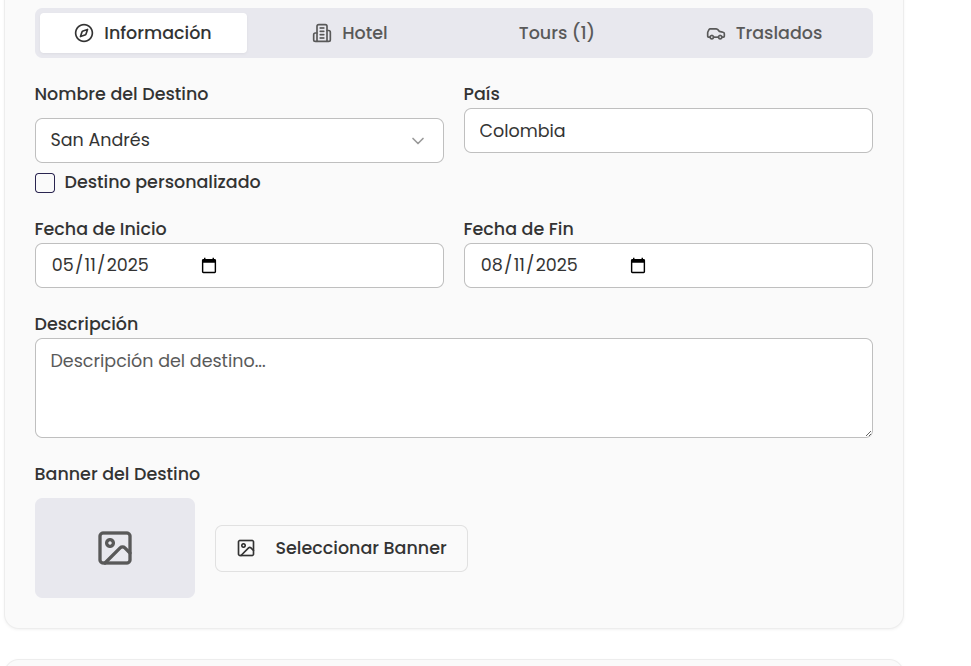 Información Hotel Tours (1) Traslados
Nombre del Destino País
San Andrés Colombia
Destino personalizado
Fecha de Inicio Fecha de Fin
05/11/2025 08/11/2025
Descripción
Descripción del destino...
Banner del Destino
Seleccionar Banner